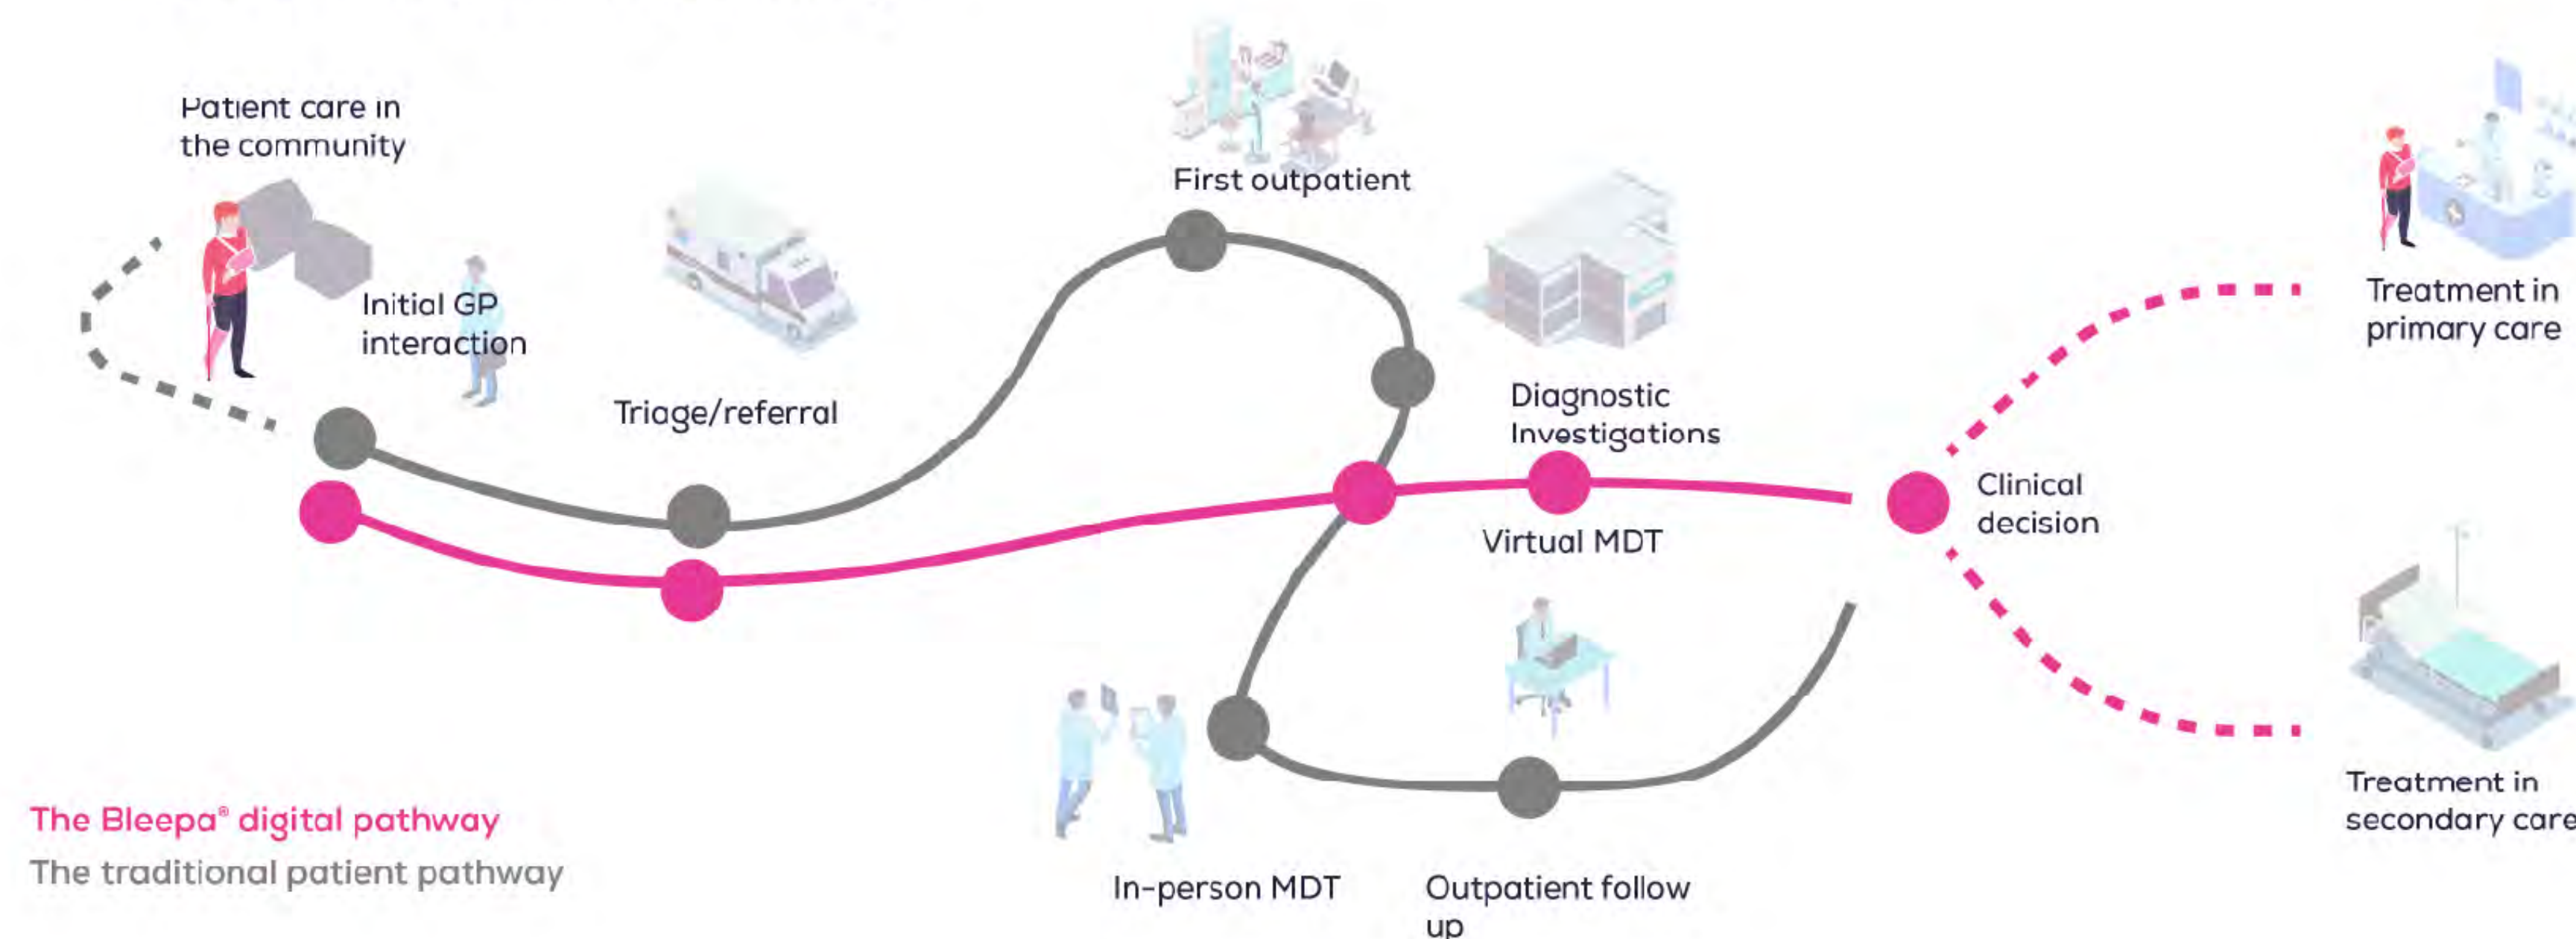 Patient care in
the community
Initial GP
interaction
Triage/referral
First outpatient
Diagnostic
Investigations
Virtual MDT
Clinical
decision
Treatment in
primary care
Treatment in
secondary care
In-person MDT
Outpatient follow
up
The Bleepa® digital pathway
The traditional patient pathway